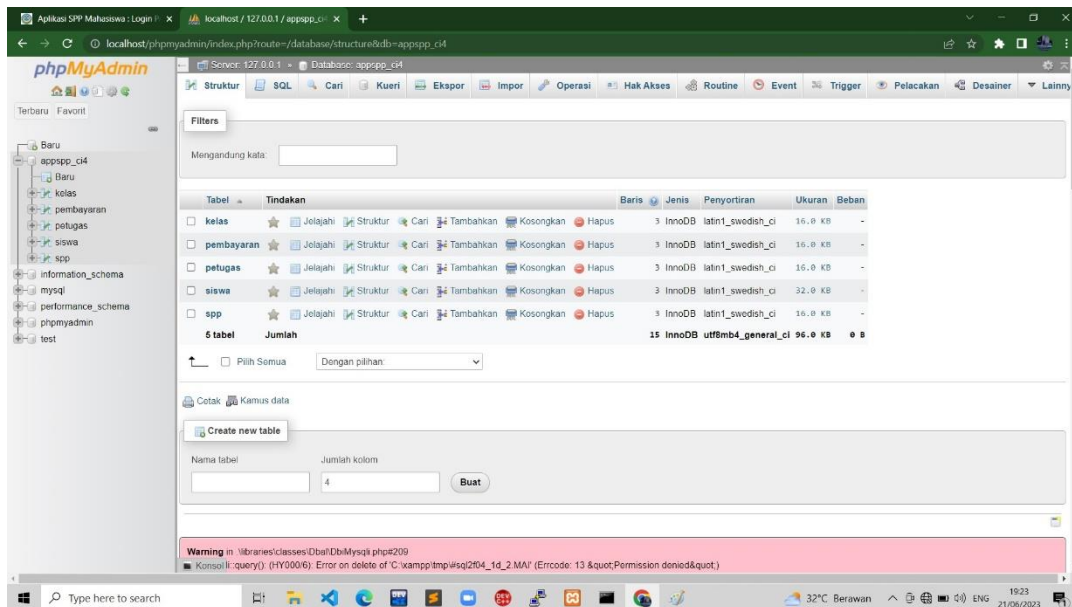 Aplikasi SPP Mahasiswa : Login P
localhost / 127.0.0.1 / appspp_ci4
localhost/phpmyadmin/index.php?route=/database/structure&db=appspp_ci4
phpMyAdmin
Terbaru Favorit
Baru
appspp_ci4
Baru
kelas
pembayaran
petugas
siswa
spp
information_schema
mysql
performance_schema
phpmyadmin
test
Server: 127.0.0.1 » Database: appspp_ci4
Struktur SQL Cari Kueri Ekspor Impor Operasi Hak Akses Routine Event Trigger Pelacakan Desainer Lainny
Filters
Mengandung kata:
Tabel Tindakan Baris Jenis Penyortiran Ukuran Beban
kelas Jelajahi Struktur Cari Tambahkan Kosongkan Hapus 3 InnoDB latin1_swedish_ci 16.0 KB -
pembayaran Jelajahi Struktur Cari Tambahkan Kosongkan Hapus 3 InnoDB latin1_swedish_ci 16.0 KB -
petugas Jelajahi Struktur Cari Tambahkan Kosongkan Hapus 3 InnoDB latin1_swedish_ci 16.0 KB -
siswa Jelajahi Struktur Cari Tambahkan Kosongkan Hapus 3 InnoDB latin1_swedish_ci 32.0 KB -
spp Jelajahi Struktur Cari Tambahkan Kosongkan Hapus 3 InnoDB latin1_swedish_ci 16.0 KB -
5 tabel Jumlah 15 InnoDB utf8mb4_general_ci 96.0 KB 0 B
Pilih Semua Dengan pilihan:
Cetak Kamus data
Create new table
Nama tabel Jumlah kolom
4 Buat
Warning in .\libraries\classes\Dbal\DbiMysqli.php#209
Konsol li::query(): (HY000/6): Error on delete of 'C:\xampp\tmp\#sql2f04_1d_2.MAI' (Errcode: 13 &quot;Permission denied&quot;)
Type here to search
32°C Berawan ENG 19:23
21/06/2023